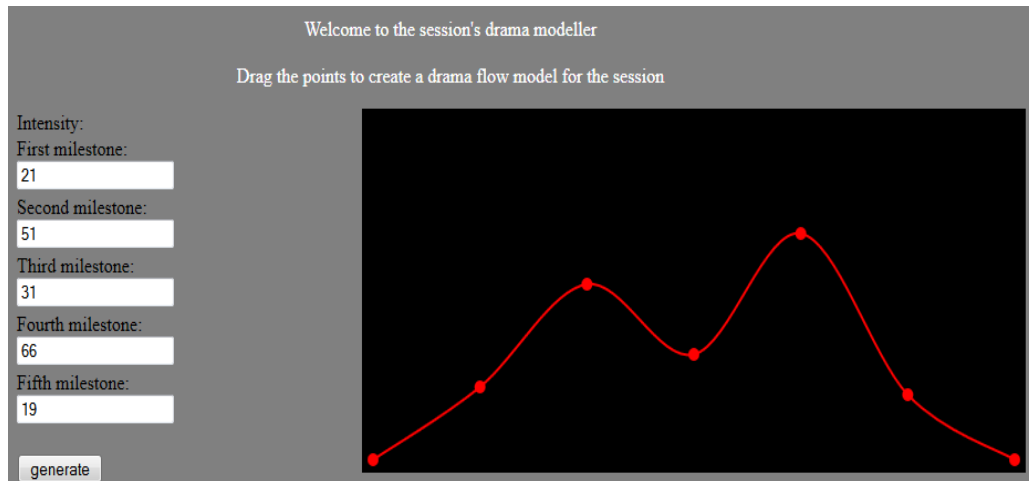 Welcome to the session's drama modeller
Drag the points to create a drama flow model for the session
Intensity:
First milestone:
21
Second milestone:
51
Third milestone:
31
Fourth milestone:
66
Fifth milestone:
19
generate